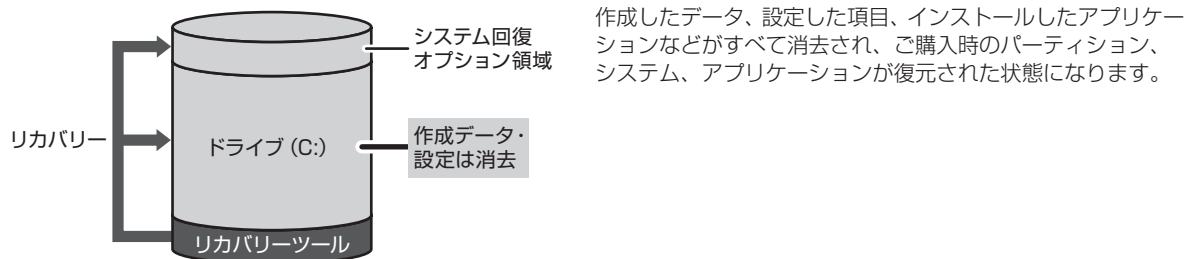 システム回復
オプション領域
リカバリー
ドライブ (C:)
作成データ・
設定は消去
リカバリーツール
作成したデータ、設定した項目、インストールしたアプリケー
ションなどがすべて消去され、ご購入時のパーティション、
システム、アプリケーションが復元された状態になります。